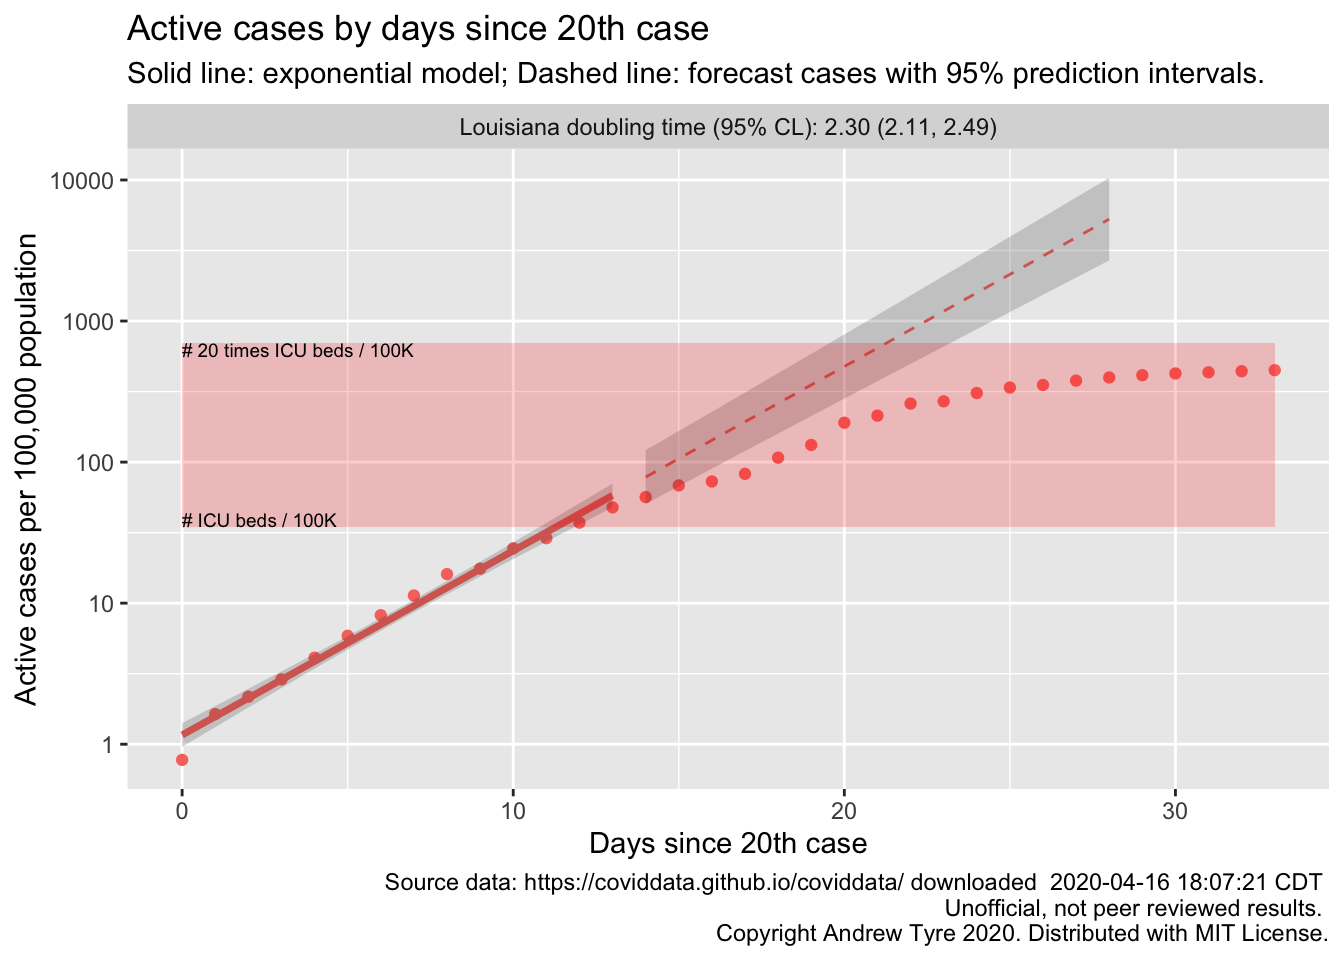 Active cases by days since 20th case
Solid line: exponential model; Dashed line: forecast cases with 95% prediction intervals.
Louisiana doubling time (95% CL): 2.30 (2.11, 2.49)
Active cases per 100,000 population
10000
1000
100
10
1
# 20 times ICU beds / 100K
# ICU beds / 100K
0
10
20
30
Days since 20th case
Source data: https://coviddata.github.io/coviddata/ downloaded  2020-04-16 18:07:21 CDT
Unofficial, not peer reviewed results.
Copyright Andrew Tyre 2020. Distributed with MIT License.